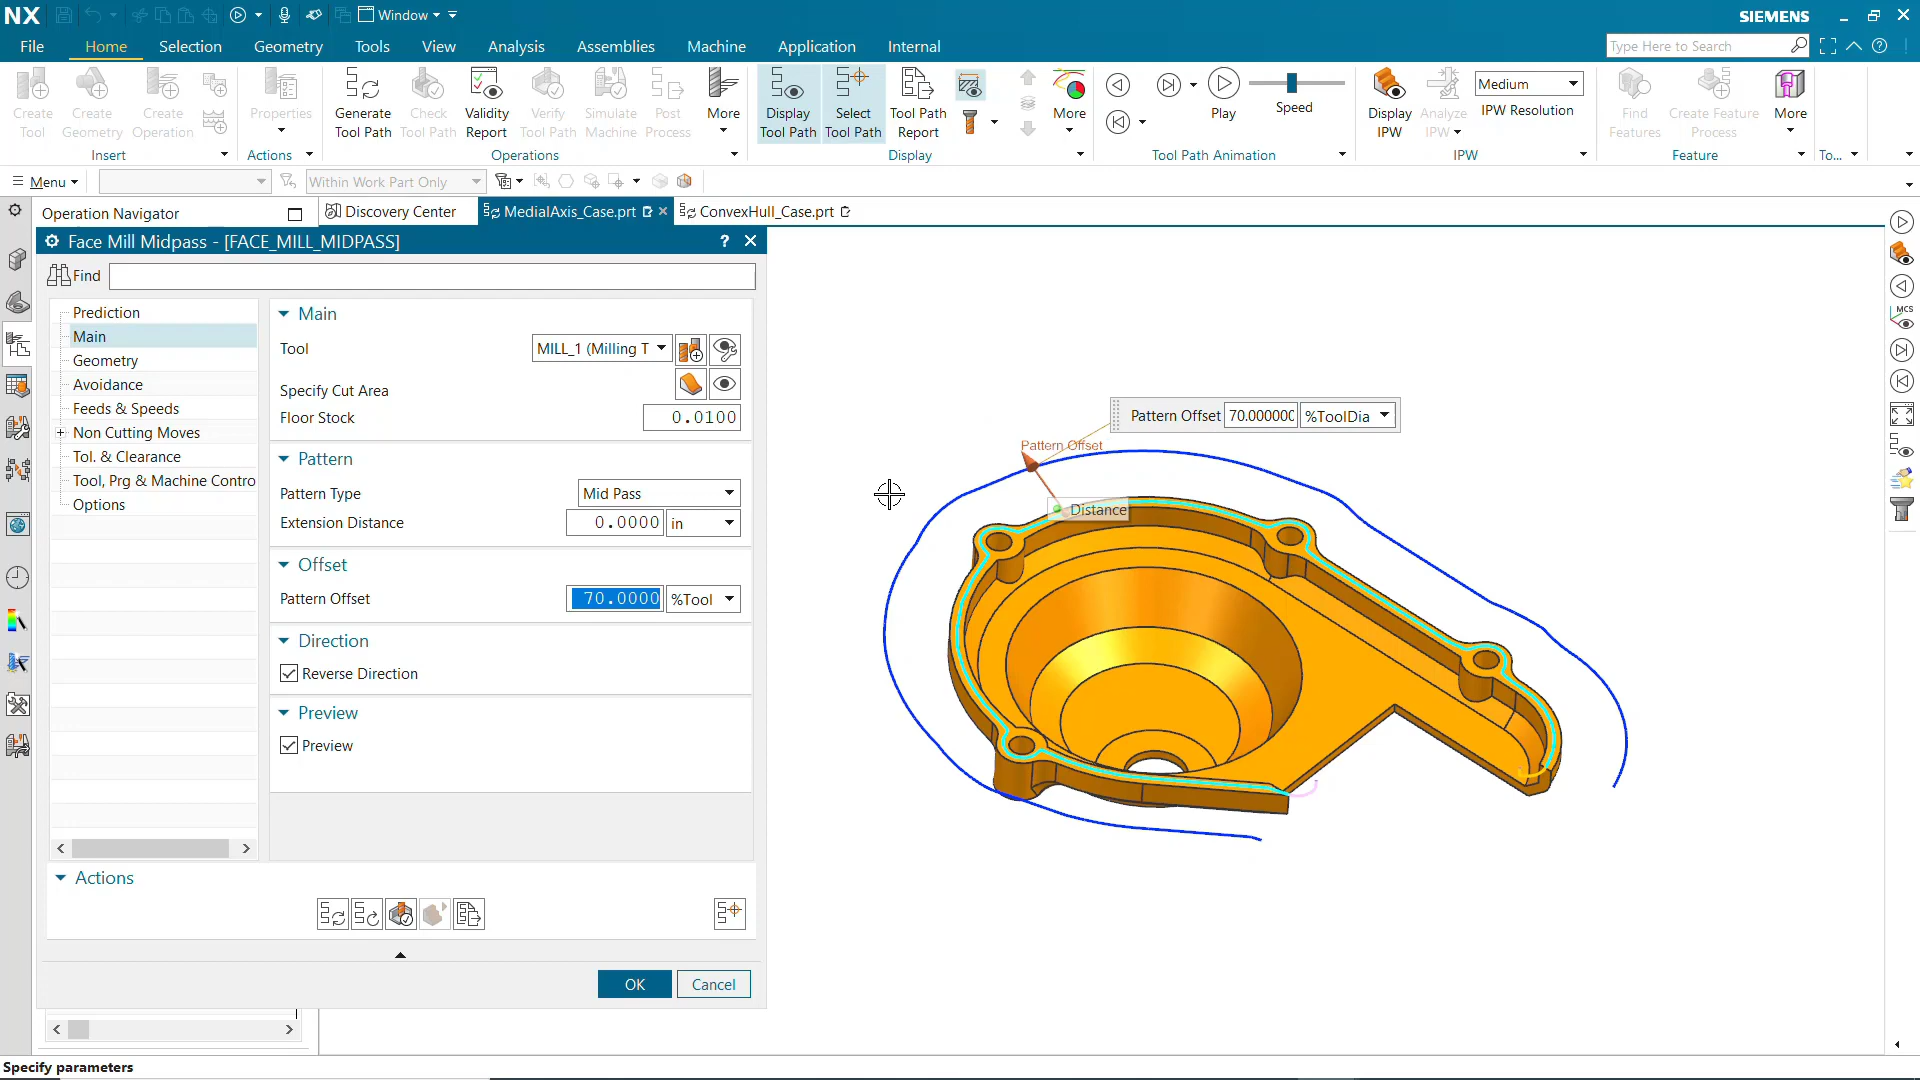 NX
Window
SIEMENS
File Home Selection Geometry Tools View Analysis Assemblies Machine Application Internal
Type Here to Search
Create Tool
Create Geometry
Create Operation
Insert
Properties
Actions
Generate Tool Path
Check Tool Path
Validity Report
Verify Tool Path
Simulate Machine
Post Process
More
Operations
Display Tool Path
Select Tool Path
Tool Path Report
More
Display
Play
Speed
Tool Path Animation
Display IPW
Analyze IPW
Medium
IPW Resolution
IPW
Find Features
Create Feature Process
More
Feature
To...
Menu
Within Work Part Only
Operation Navigator
Discovery Center
MedialAxis_Case.prt
ConvexHull_Case.prt
Face Mill Midpass - [FACE_MILL_MIDPASS]
?
Find
Prediction
Main
Geometry
Avoidance
Feeds & Speeds
Non Cutting Moves
Tol. & Clearance
Tool, Prg & Machine Contro
Options
Main
Tool
MILL_1 (Milling T
Specify Cut Area
Floor Stock
0.0100
Pattern
Pattern Type
Mid Pass
Extension Distance
0.0000
in
Offset
Pattern Offset
70.0000
%Tool
Direction
Reverse Direction
Preview
Preview
Actions
OK
Cancel
Pattern Offset
70.000000
%ToolDia
Pattern Offset
Distance
MCS
Specify parameters